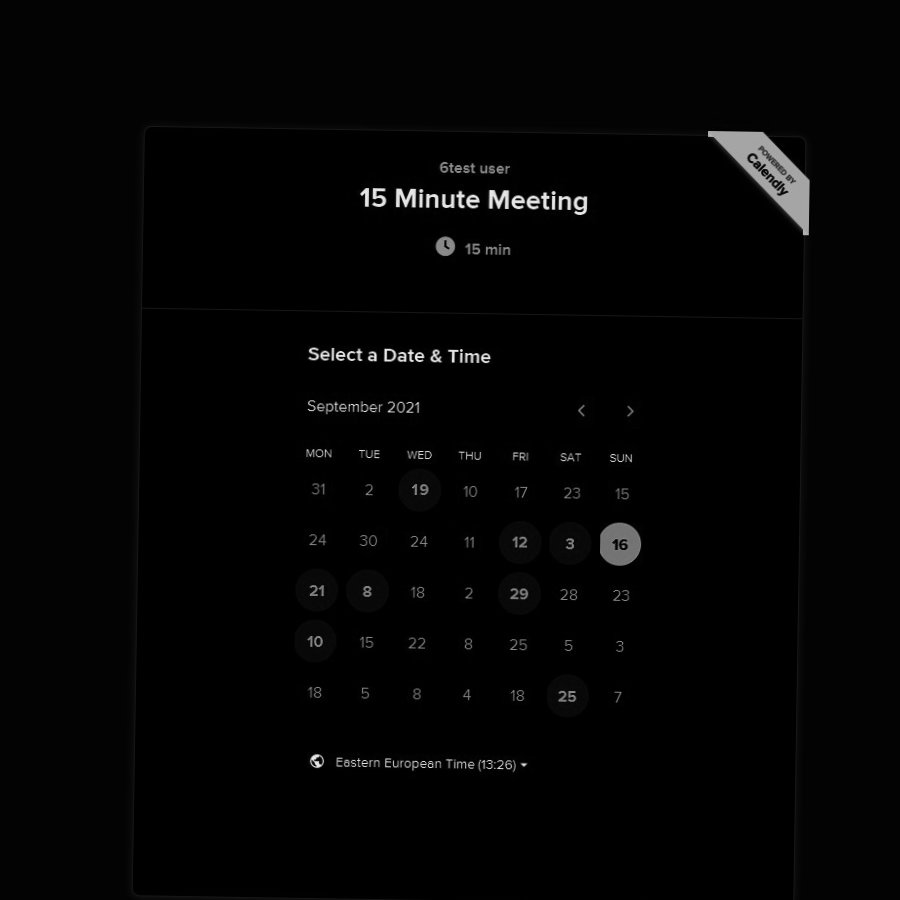 POWERED BY
Calendly
6test user
15 Minute Meeting
15 min
Select a Date & Time
September 2021
MON TUE WED THU FRI SAT SUN
31 2 19 10 17 23 15
24 30 24 11 12 3 16
21 8 18 2 29 28 23
10 15 22 8 25 5 3
18 5 8 4 18 25 7
Eastern European Time (13:26)